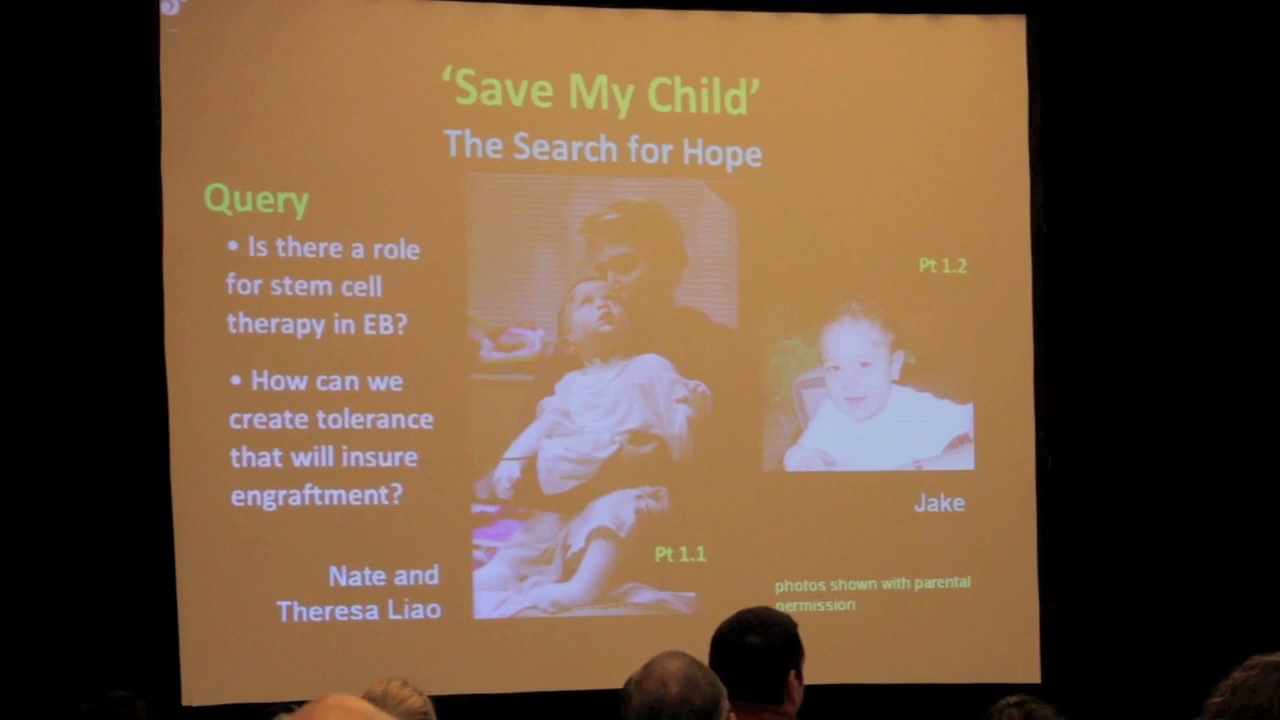 ‘Save My Child’
The Search for Hope
Query
• Is there a role
for stem cell
therapy in EB?
• How can we
create tolerance
that will insure
engraftment?
Nate and
Theresa Liao
Pt 1.1
Pt 1.2
Jake
photos shown with parental
permission